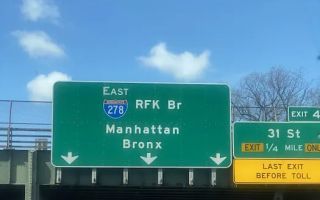 EAST
278 RFK Br
Manhattan
Bronx
EXIT 4
31 St
EXIT 1/4 MILE ONLY
LAST EXIT
BEFORE TOLL